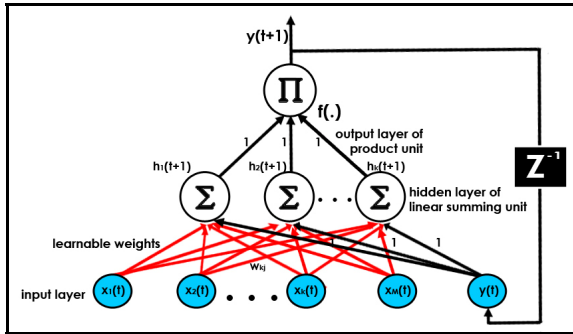 y(t+1)
Π
f(.)
output layer of
product unit
1 1 1
Z⁻¹
h₁(t+1) h₂(t+1) hₖ(t+1)
Σ Σ . . . Σ
hidden layer of
linear summing unit
learnable weights
1 1 1
wₖⱼ
input layer
x₁(t) x₂(t) . . . xₖ(t) x_M(t) y(t)